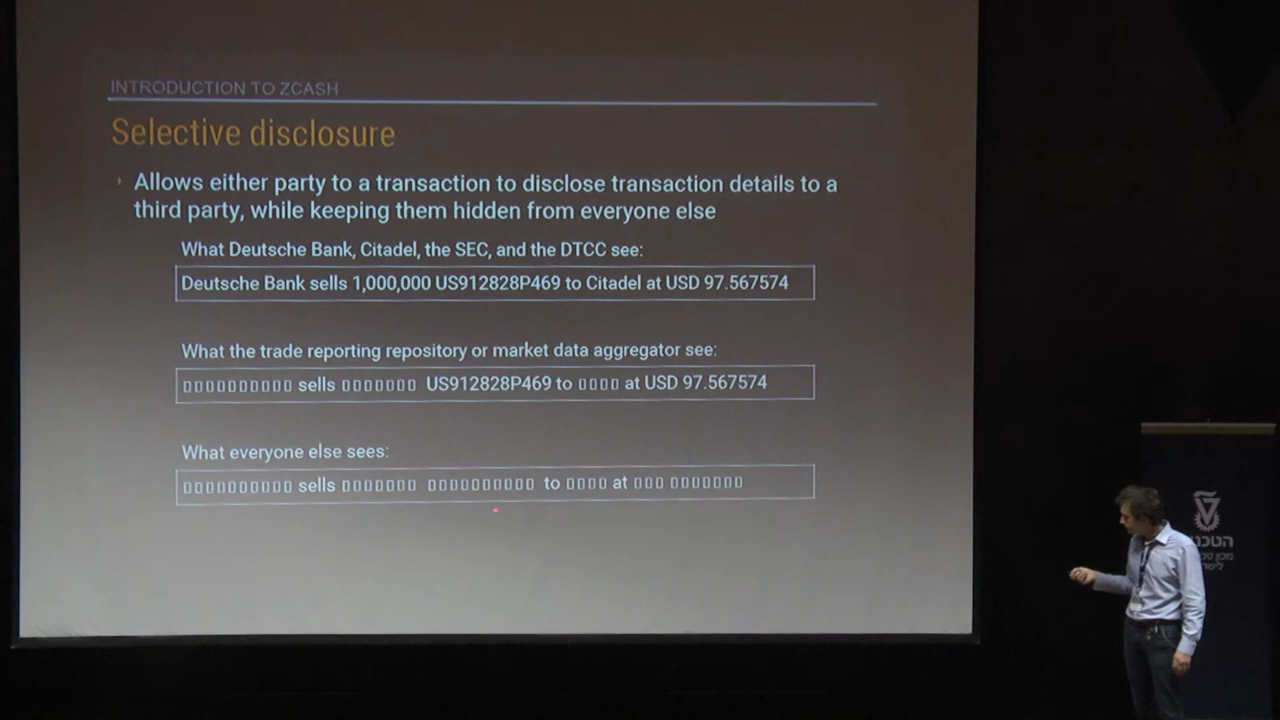 INTRODUCTION TO ZCASH
Selective disclosure
Allows either party to a transaction to disclose transaction details to a
third party, while keeping them hidden from everyone else
What Deutsche Bank, Citadel, the SEC, and the DTCC see:
Deutsche Bank sells 1,000,000 US912828P469 to Citadel at USD 97.567574
What the trade reporting repository or market data aggregator see:
▯▯▯▯▯▯▯▯▯▯ sells ▯▯▯▯▯▯▯ US912828P469 to ▯▯▯▯ at USD 97.567574
What everyone else sees:
▯▯▯▯▯▯▯▯▯▯ sells ▯▯▯▯▯▯▯ ▯▯▯▯▯▯▯▯▯▯ to ▯▯▯▯ at ▯▯▯ ▯▯▯▯▯▯▯